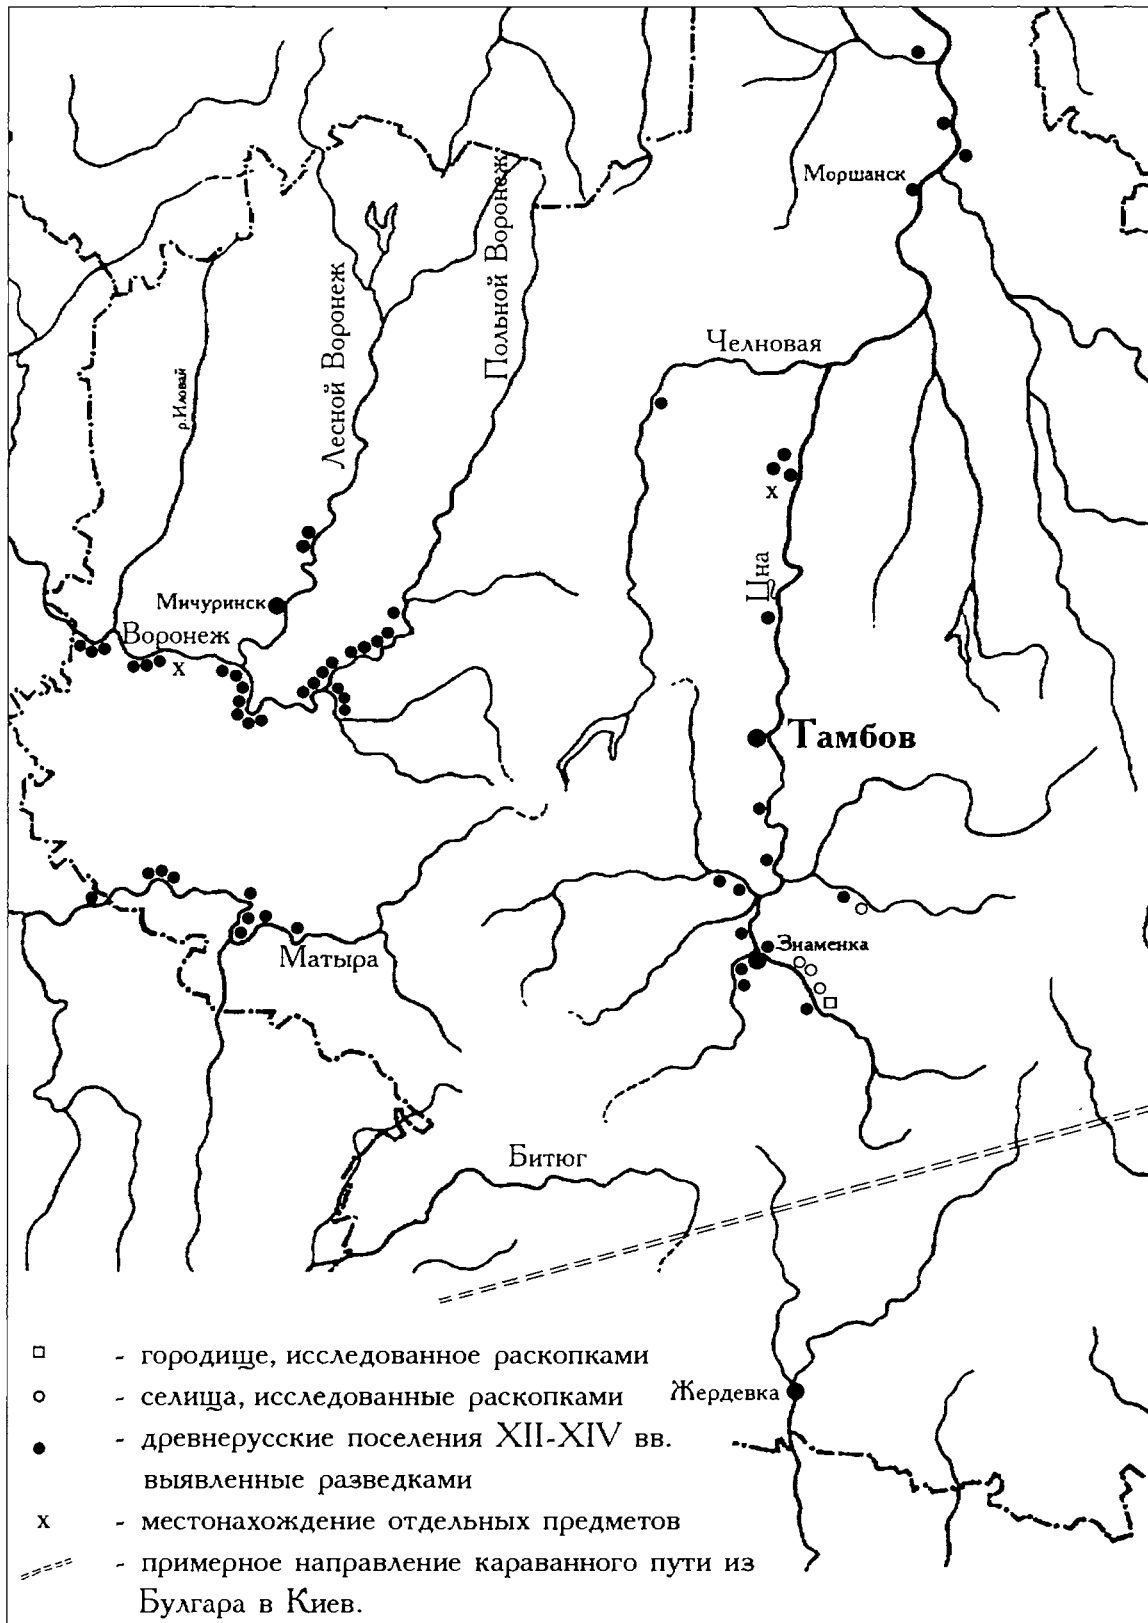 Моршанск
Польной Воронеж
Лесной Воронеж
Челновая
р.Иловай
Цна
Мичуринск
Воронеж
x
x
Тамбов
Знаменка
Матыра
Битюг
- городище, исследованное раскопками
- селища, исследованные раскопками
Жердевка
- древнерусские поселения XII-XIV вв.
выявленные разведками
x - местонахождение отдельных предметов
- примерное направление караванного пути из
Булгара в Киев.